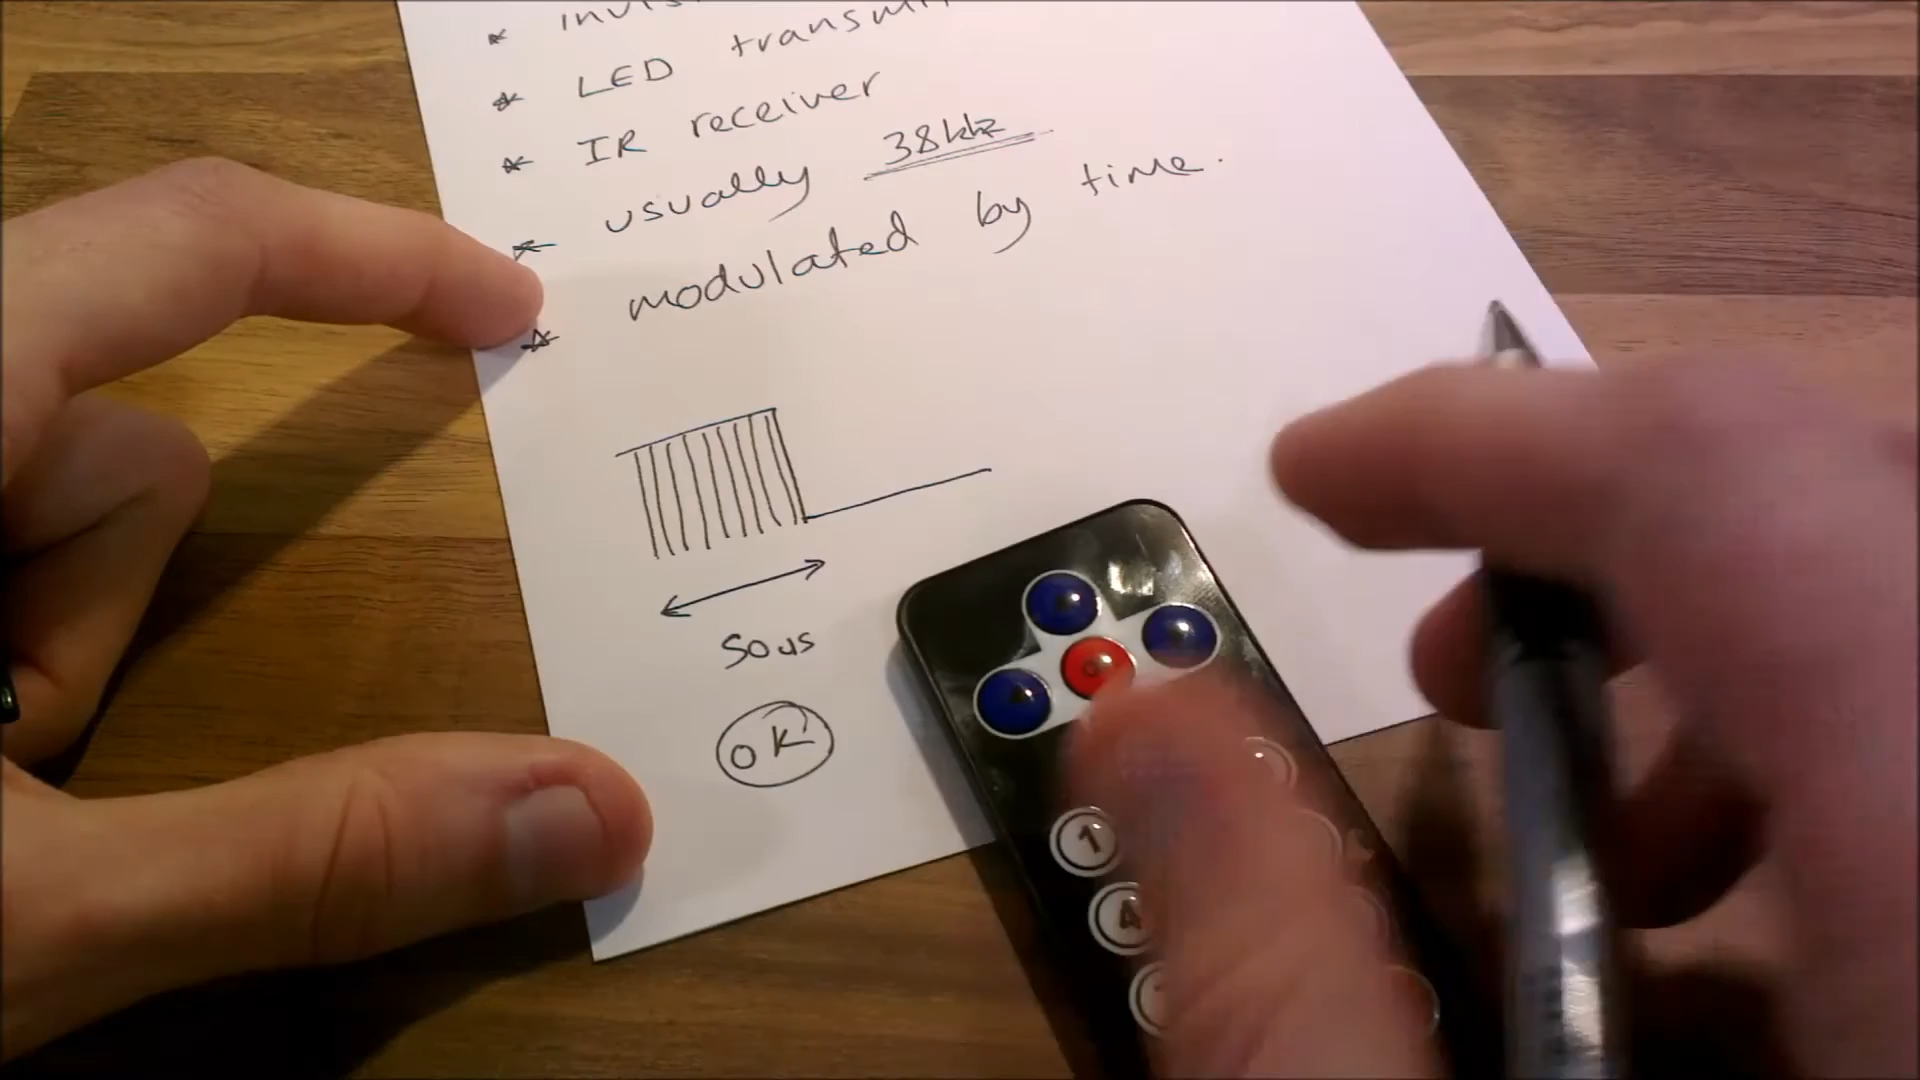 * LED
* IR receiver
* usually 38khz
* modulated by time.
50us
OK
1
4